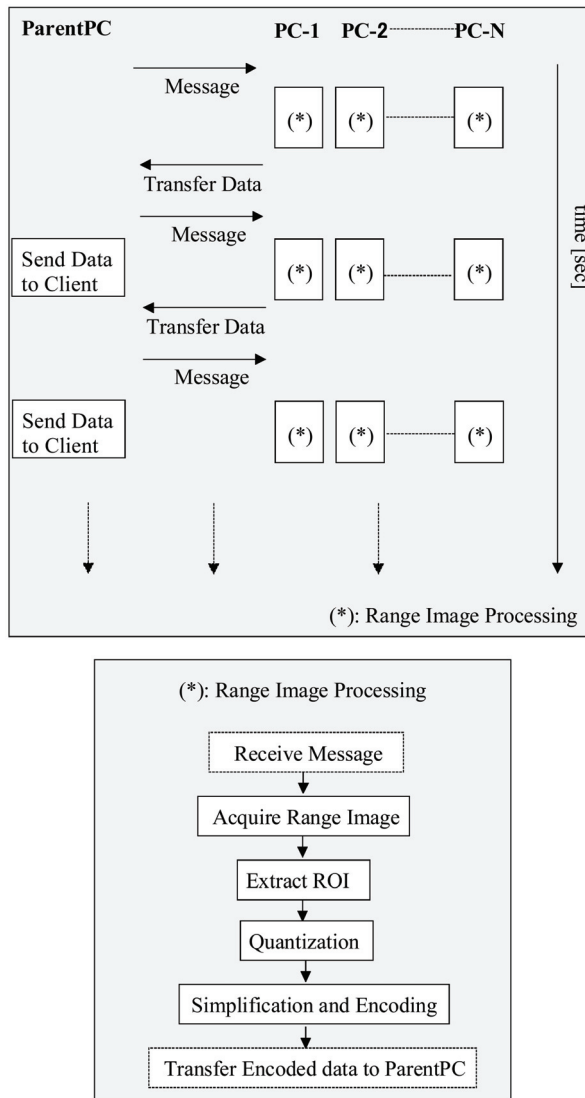 ParentPC PC-1 PC-2 PC-N
Message
(*) (*) (*)
Transfer Data
Message
time [sec]
Send Data
to Client
(*) (*) (*)
Transfer Data
Message
Send Data
to Client
(*) (*) (*)
(*): Range Image Processing
(*): Range Image Processing
Receive Message
Acquire Range Image
Extract ROI
Quantization
Simplification and Encoding
Transfer Encoded data to ParentPC